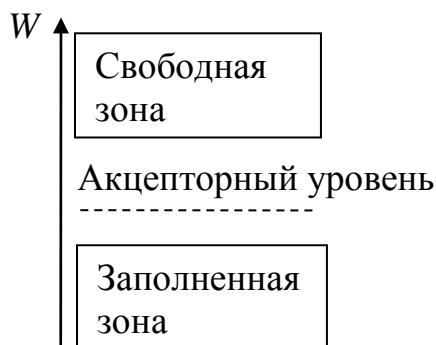 W
Свободная
зона
Акцепторный уровень
Заполненная
зона